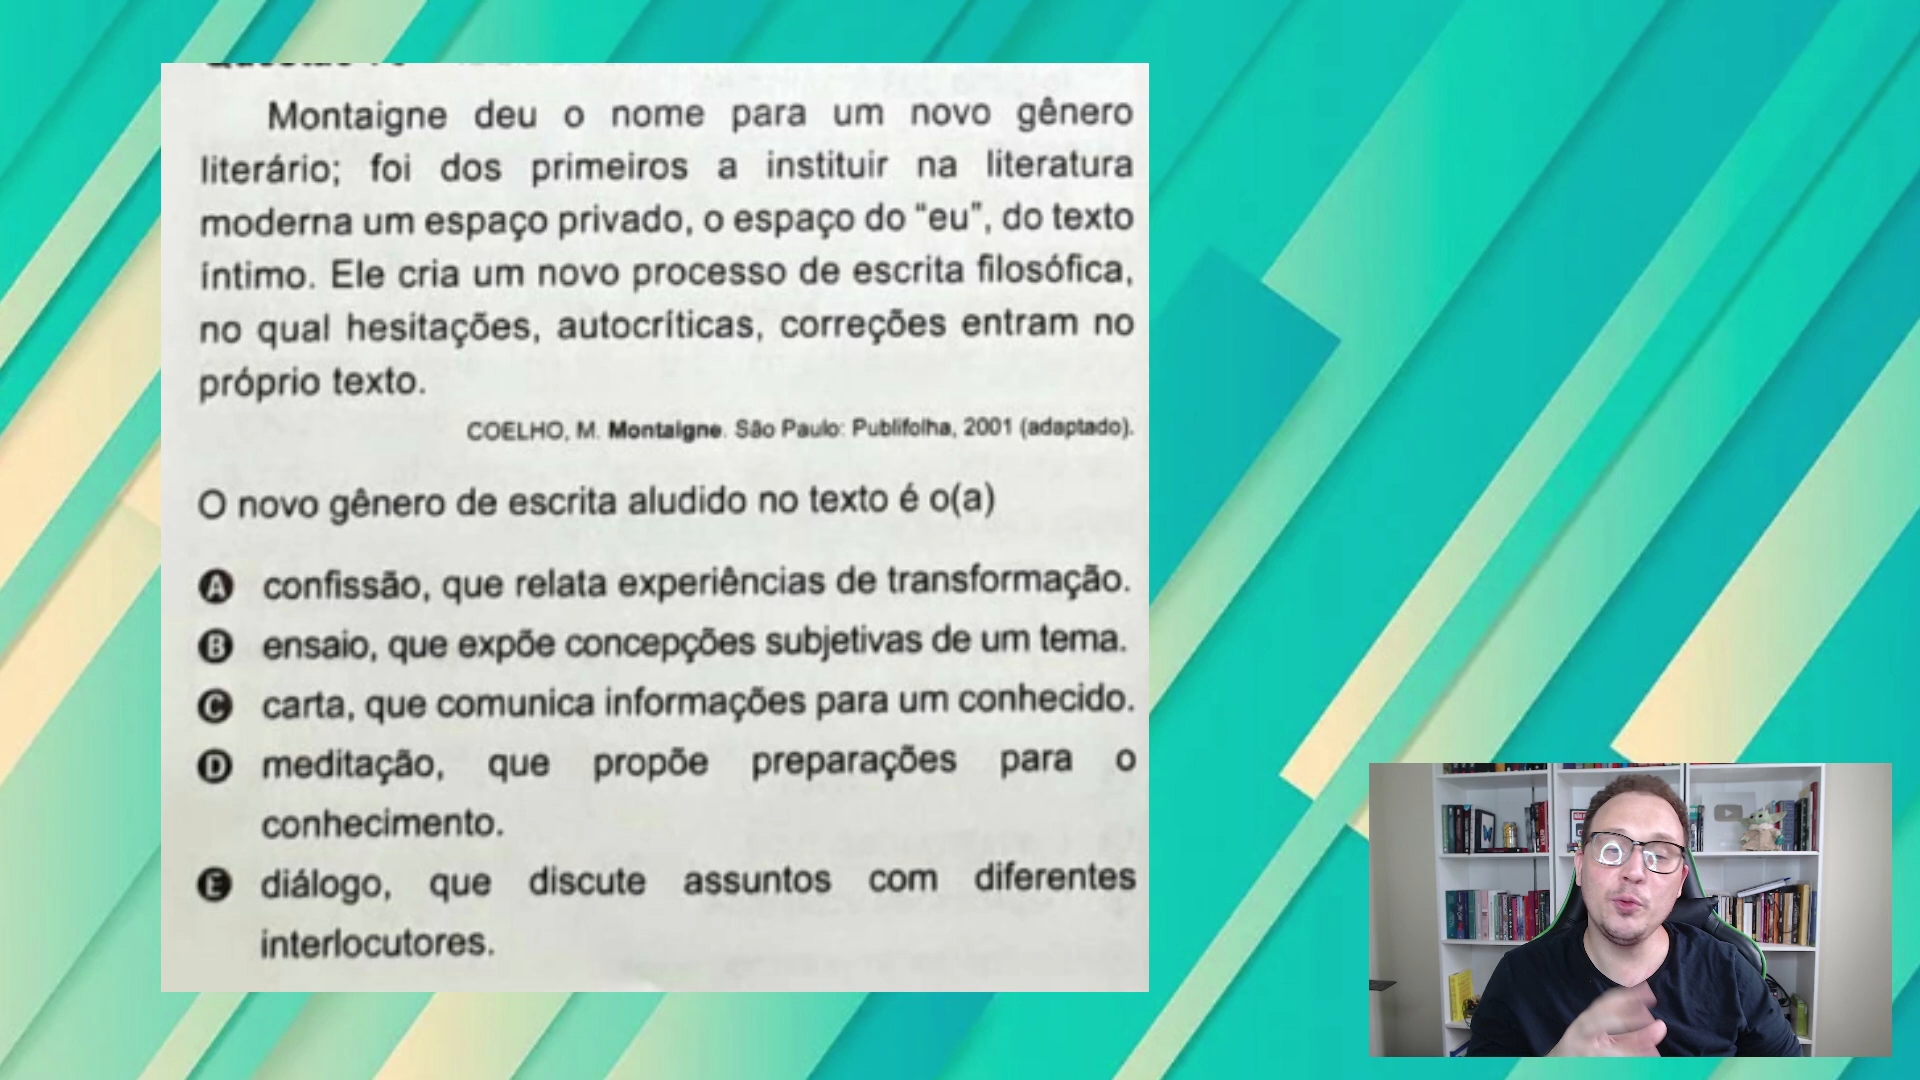 Montaigne deu o nome para um novo gênero
literário; foi dos primeiros a instituir na literatura
moderna um espaço privado, o espaço do “eu”, do texto
íntimo. Ele cria um novo processo de escrita filosófica,
no qual hesitações, autocríticas, correções entram no
próprio texto.
COELHO, M. Montaigne. São Paulo: Publifolha, 2001 (adaptado).
O novo gênero de escrita aludido no texto é o(a)
A confissão, que relata experiências de transformação.
B ensaio, que expõe concepções subjetivas de um tema.
C carta, que comunica informações para um conhecido.
D meditação, que propõe preparações para o
conhecimento.
E diálogo, que discute assuntos com diferentes
interlocutores.